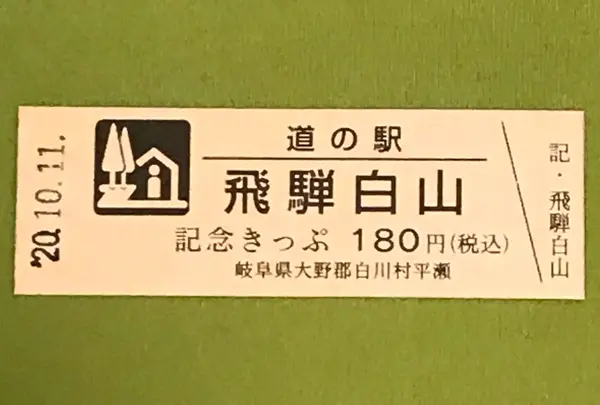 '20.10.11.
道の駅
飛騨白山
記念きっぷ 180円(税込)
岐阜県大野郡白川村平瀬
記・飛騨白山